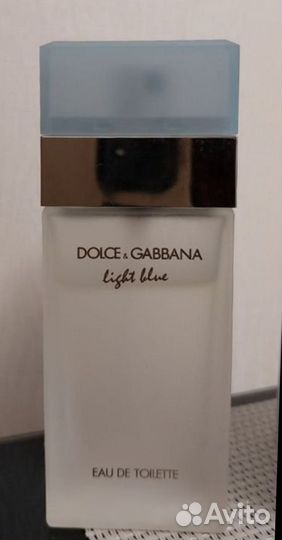 DOLCE & GABBANA
light blue
EAU DE TOILETTE
Avito